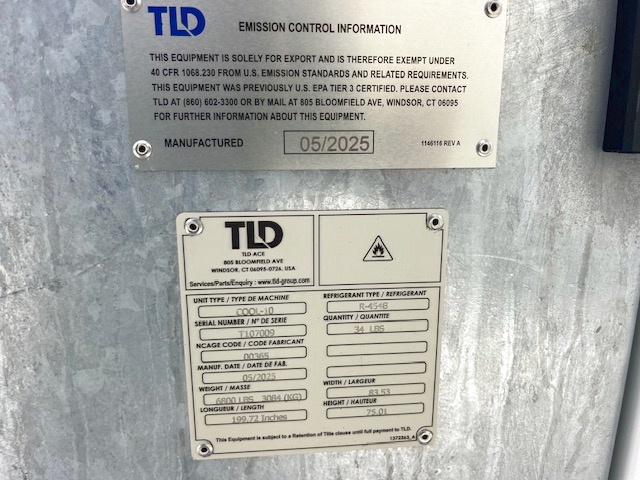 TLD EMISSION CONTROL INFORMATION
THIS EQUIPMENT IS SOLELY FOR EXPORT AND IS THEREFORE EXEMPT UNDER
40 CFR 1068.230 FROM U.S. EMISSION STANDARDS AND RELATED REQUIREMENTS.
THIS EQUIPMENT WAS PREVIOUSLY U.S. EPA TIER 3 CERTIFIED. PLEASE CONTACT
TLD AT (860) 602-3300 OR BY MAIL AT 805 BLOOMFIELD AVE, WINDSOR, CT 06095
FOR FURTHER INFORMATION ABOUT THIS EQUIPMENT.
MANUFACTURED 05/2025 1146116 REV A
TLD
TLD ACE
805 BLOOMFIELD AVE
WINDSOR, CT 06095-0726, USA
Services/Parts/Enquiry : www.tld-group.com
UNIT TYPE / TYPE DE MACHINE
COOL-10
SERIAL NUMBER / N° DE SERIE
T107009
NCAGE CODE / CODE FABRICANT
00365
MANUF. DATE / DATE DE FAB.
05/2025
WEIGHT / MASSE
6800 LBS 3084 (KG)
LONGUEUR / LENGTH
199.72 Inches
REFRIGERANT TYPE / REFRIGERANT
R-454B
QUANTITY / QUANTITE
34 LBS
WIDTH / LARGEUR
83.53
HEIGHT / HAUTEUR
75.01
This Equipment is subject to a Retention of Title clause until full payment to TLD.
1372363_A